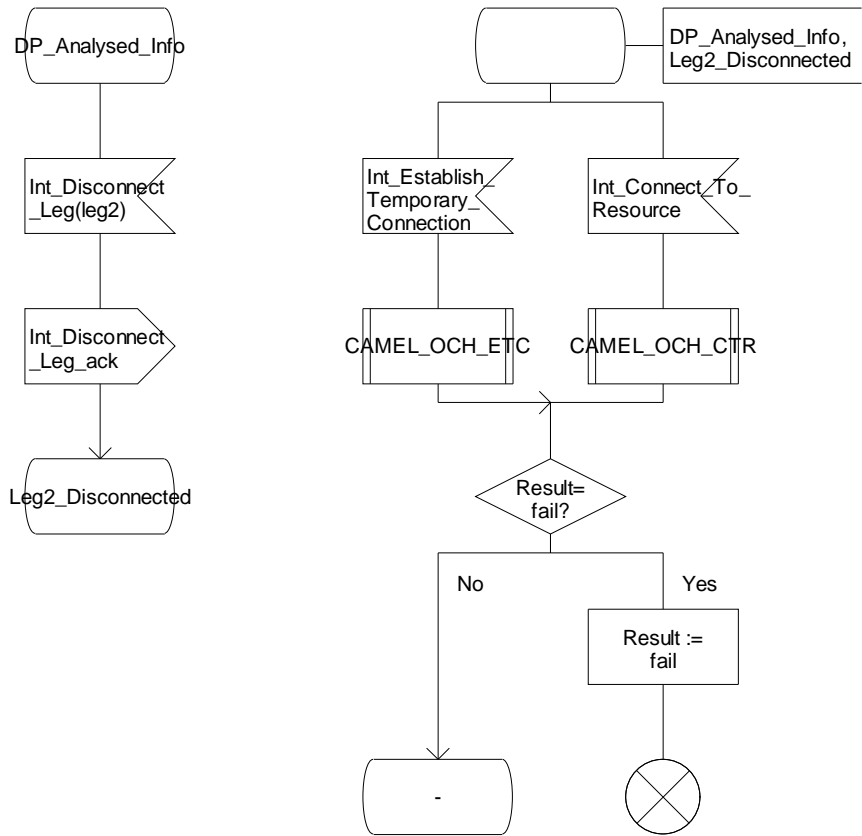 DP_Analysed_Info
Int_Disconnect
_Leg(leg2)
Int_Disconnect
_Leg_ack
Leg2_Disconnected
DP_Analysed_Info,
Leg2_Disconnected
Int_Establish_
Temporary_
Connection
Int_Connect_To_
Resource
CAMEL_OCH_ETC
CAMEL_OCH_CTR
Result=
fail?
No
Yes
Result :=
fail
-